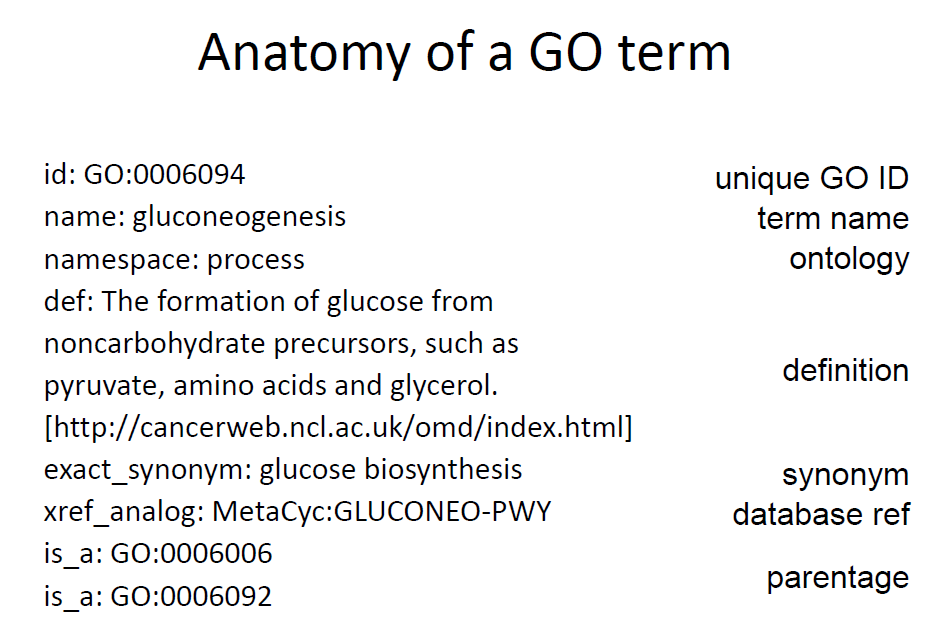 Anatomy of a GO term
id: GO:0006094
unique GO ID
name: gluconeogenesis
term name
namespace: process
ontology
def: The formation of glucose from
noncarbohydrate precursors, such as
pyruvate, amino acids and glycerol.
definition
[http://cancerweb.ncl.ac.uk/omd/index.html]
exact_synonym: glucose biosynthesis
synonym
xref_analog: MetaCyc:GLUCONEO-PWY
database ref
is_a: GO:0006006
parentage
is_a: GO:0006092